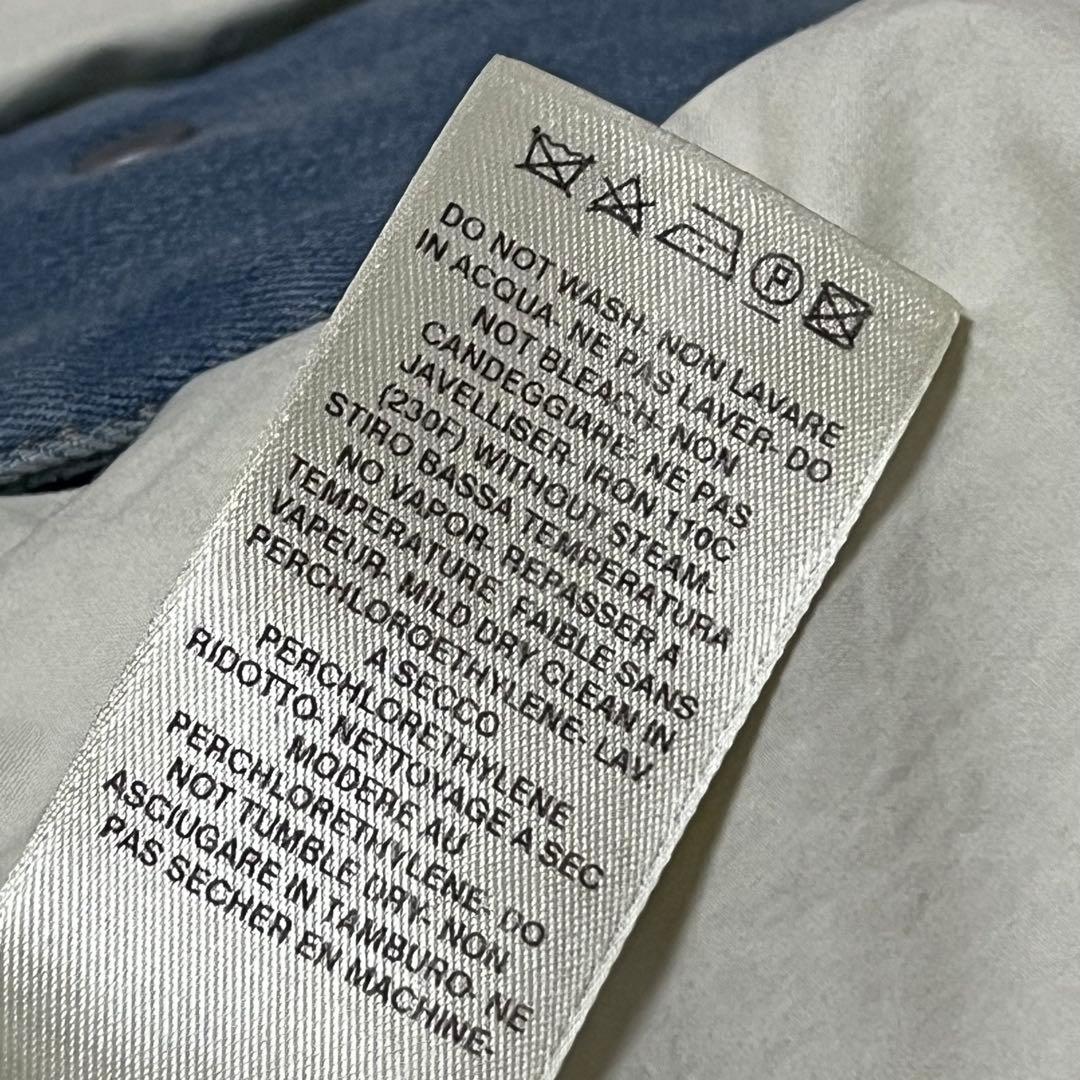 P
DO NOT WASH- NON LAVARE
IN ACQUA- NE PAS LAVER- DO
NOT BLEACH- NON
CANDEGGIARE- NE PAS
JAVELLISER- IRON 110C
(230F) WITHOUT STEAM-
STIRO BASSA TEMPERATURA
NO VAPOR- REPASSER A
TEMPERATURE FAIBLE SANS
VAPEUR- MILD DRY CLEAN IN
PERCHLOROETHYLENE- LAV.
A SECCO
PERCHLORETHYLENE
RIDOTTO- NETTOYAGE A SEC
MODERE AU
PERCHLORETHYLENE- DO
NOT TUMBLE DRY- NON
ASCIUGARE IN TAMBURO- NE
PAS SECHER EN MACHINE-